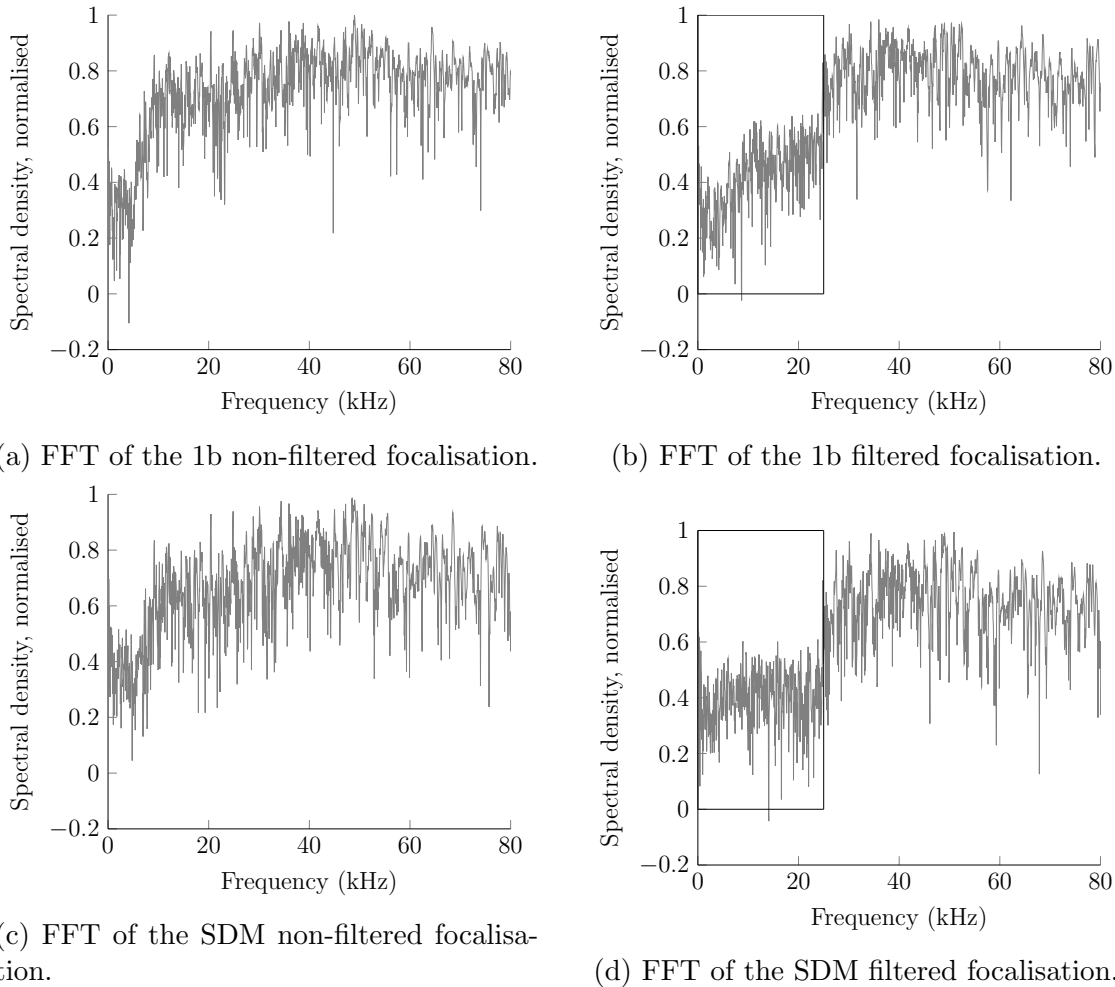 1
0.8
0.6
0.4
0.2
0
−0.2
Spectral density, normalised
0 20 40 60 80
Frequency (kHz)
(a) FFT of the 1b non-filtered focalisation.
1
0.8
0.6
0.4
0.2
0
−0.2
Spectral density, normalised
0 20 40 60 80
Frequency (kHz)
(b) FFT of the 1b filtered focalisation.
1
0.8
0.6
0.4
0.2
0
−0.2
Spectral density, normalised
0 20 40 60 80
Frequency (kHz)
(c) FFT of the SDM non-filtered focalisa-
tion.
1
0.8
0.6
0.4
0.2
0
−0.2
Spectral density, normalised
0 20 40 60 80
Frequency (kHz)
(d) FFT of the SDM filtered focalisation.